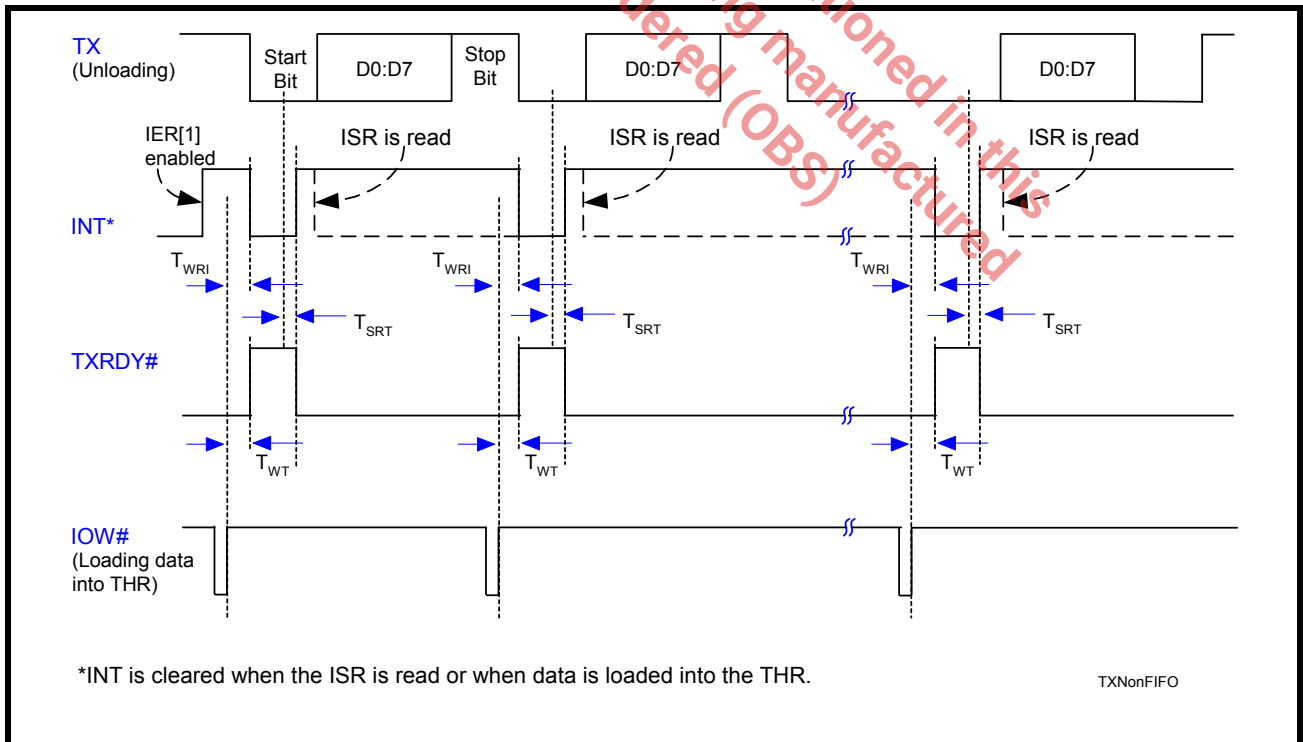 tioned in this
ng manufactured
dered (OBS)
TX
(Unloading)
Start
Bit
D0:D7
Stop
Bit
D0:D7
D0:D7
IER[1]
enabled
ISR is read
ISR is read
ISR is read
INT*
TWRI
TWRI
TWRI
TSRT
TSRT
TSRT
TXRDY#
TWT
TWT
TWT
IOW#
(Loading data
into THR)
*INT is cleared when the ISR is read or when data is loaded into the THR.
TXNonFIFO